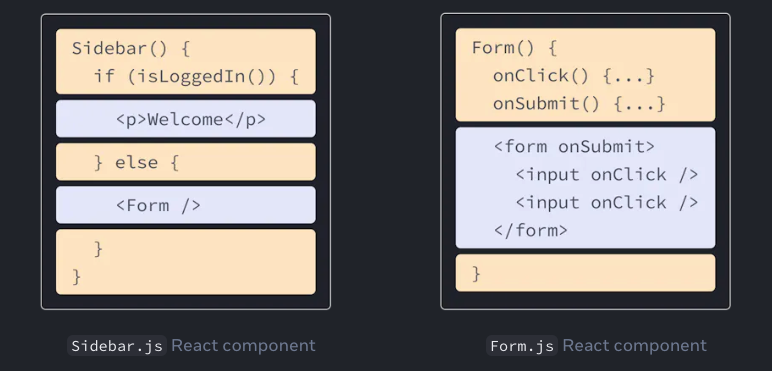 Sidebar() {
if (isLoggedIn()) {
<p>Welcome</p>
} else {
<Form />
}
}
Sidebar.js React component
Form() {
onClick() {...}
onSubmit() {...}
<form onSubmit>
<input onClick />
<input onClick />
</form>
}
Form.js React component